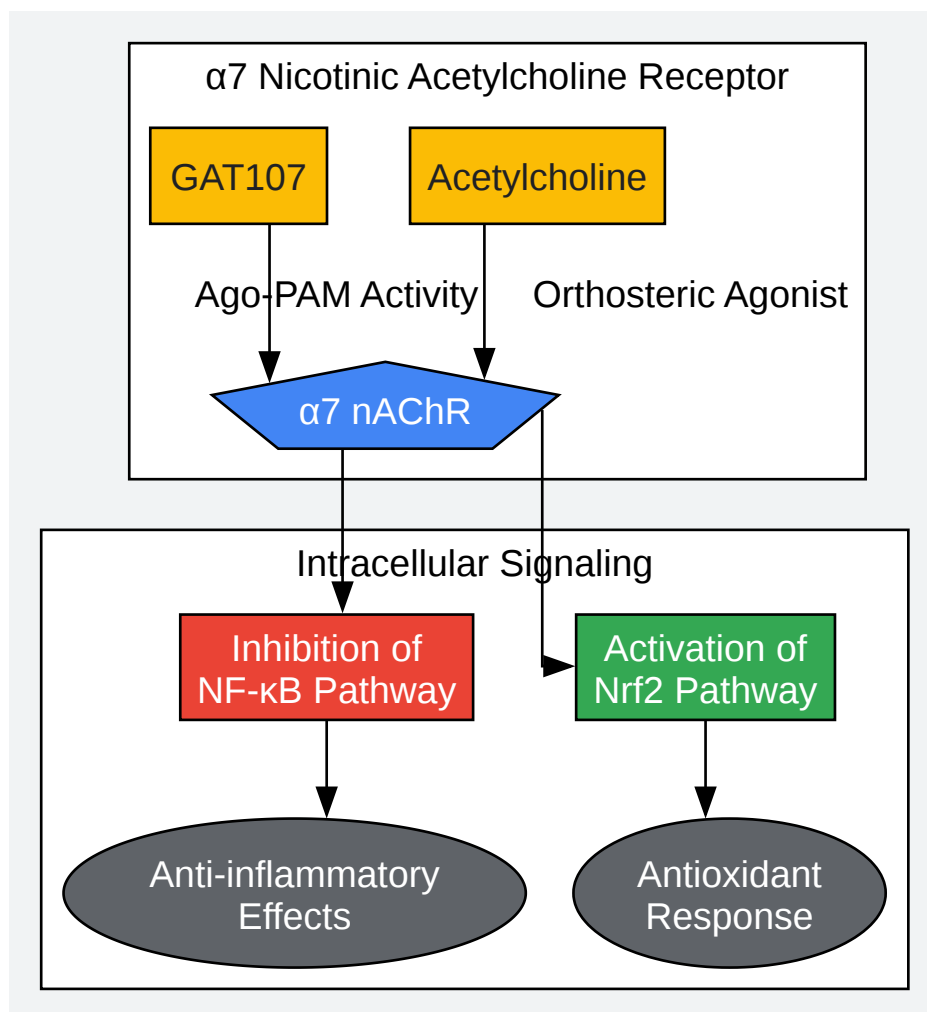 α7 Nicotinic Acetylcholine Receptor
GAT107
Acetylcholine
Ago-PAM Activity
Orthosteric Agonist
α7 nAChR
Intracellular Signaling
Inhibition of
NF-κB Pathway
Activation of
Nrf2 Pathway
Anti-inflammatory
Effects
Antioxidant
Response